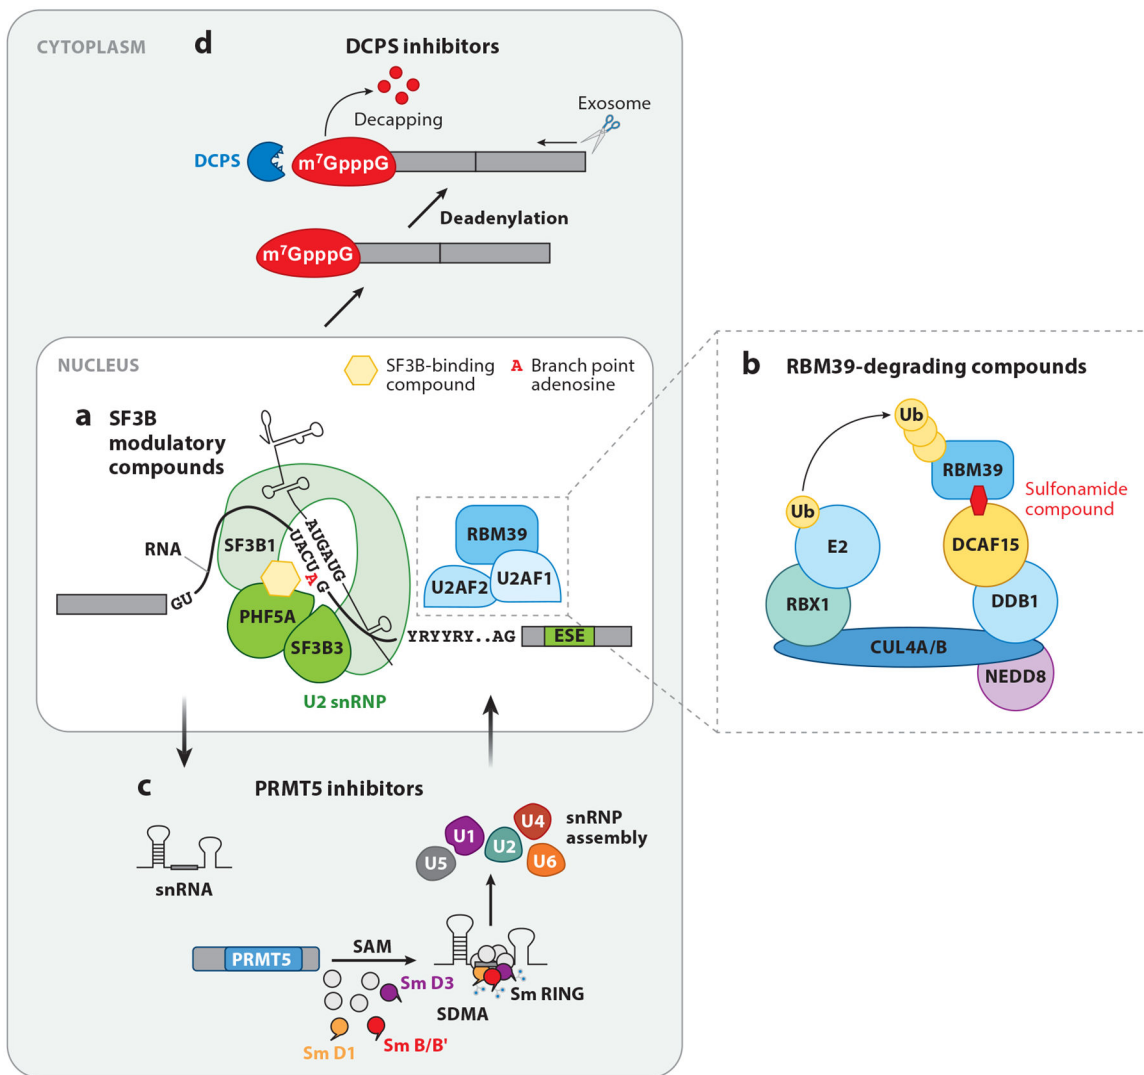 CYTOPLASM
d
DCPS inhibitors
Decapping
Exosome
DCPS
m⁷GpppG
Deadenylation
m⁷GpppG
NUCLEUS
SF3B-binding
compound
A
Branch point
adenosine
a
SF3B
modulatory
compounds
RNA
SF3B1
AUGAUG
UACUAG
GU
PHF5A
SF3B3
U2 snRNP
RBM39
U2AF2
U2AF1
YRYYRY..AG
ESE
b
RBM39-degrading compounds
Ub
RBM39
Sulfonamide
compound
Ub
E2
DCAF15
RBX1
DDB1
CUL4A/B
NEDD8
c
PRMT5 inhibitors
snRNA
U5
U1
U2
U4
U6
snRNP
assembly
PRMT5
SAM
Sm D3
Sm D1
Sm B/B'
SDMA
Sm RING